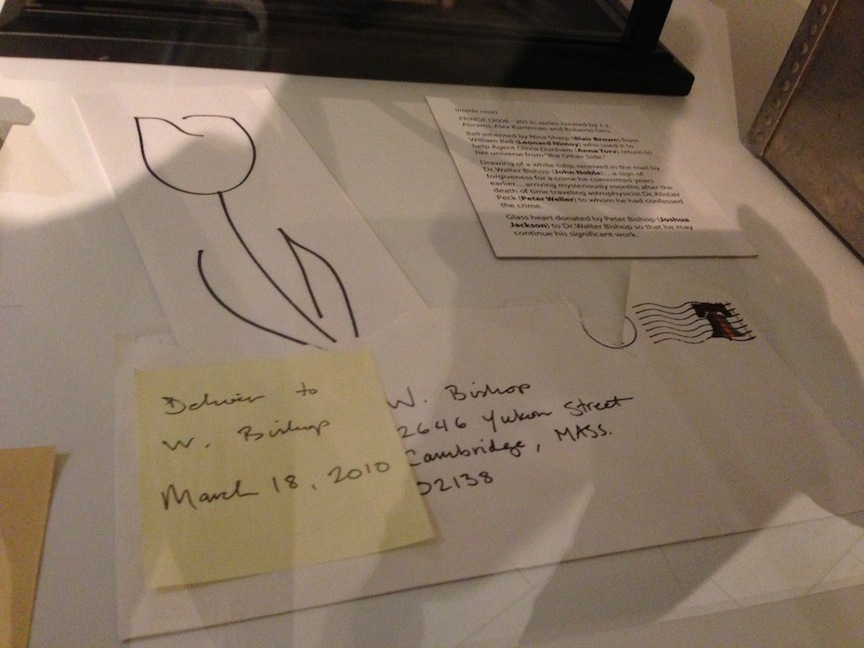 (inside case)
FRINGE (2008 - 2013), series created by J. J.
Abrams, Alex Kurtzman and Roberto Orci.
Bell inherited by Nina Sharp (Blair Brown) from
William Bell (Leonard Nimoy) who used it to
help Agent Olivia Dunham (Anna Torv) return to
her universe from "the Other Side."
Drawing of a white tulip, received in the mail by
Dr. Walter Bishop (John Noble)...a sign of
forgiveness for a crime he committed years
earlier....arriving mysteriously months after the
death of time traveling astrophysicist Dr. Alistair
Peck (Peter Weller) to whom he had confessed
the crime.
Glass heart donated by Peter Bishop (Joshua
Jackson) to Dr. Walter Bishop so that he may
continue his significant work.
Deliver to
W. Bishop
March 18, 2010
W. Bishop
2646 Yukon Street
Cambridge, MASS.
02138